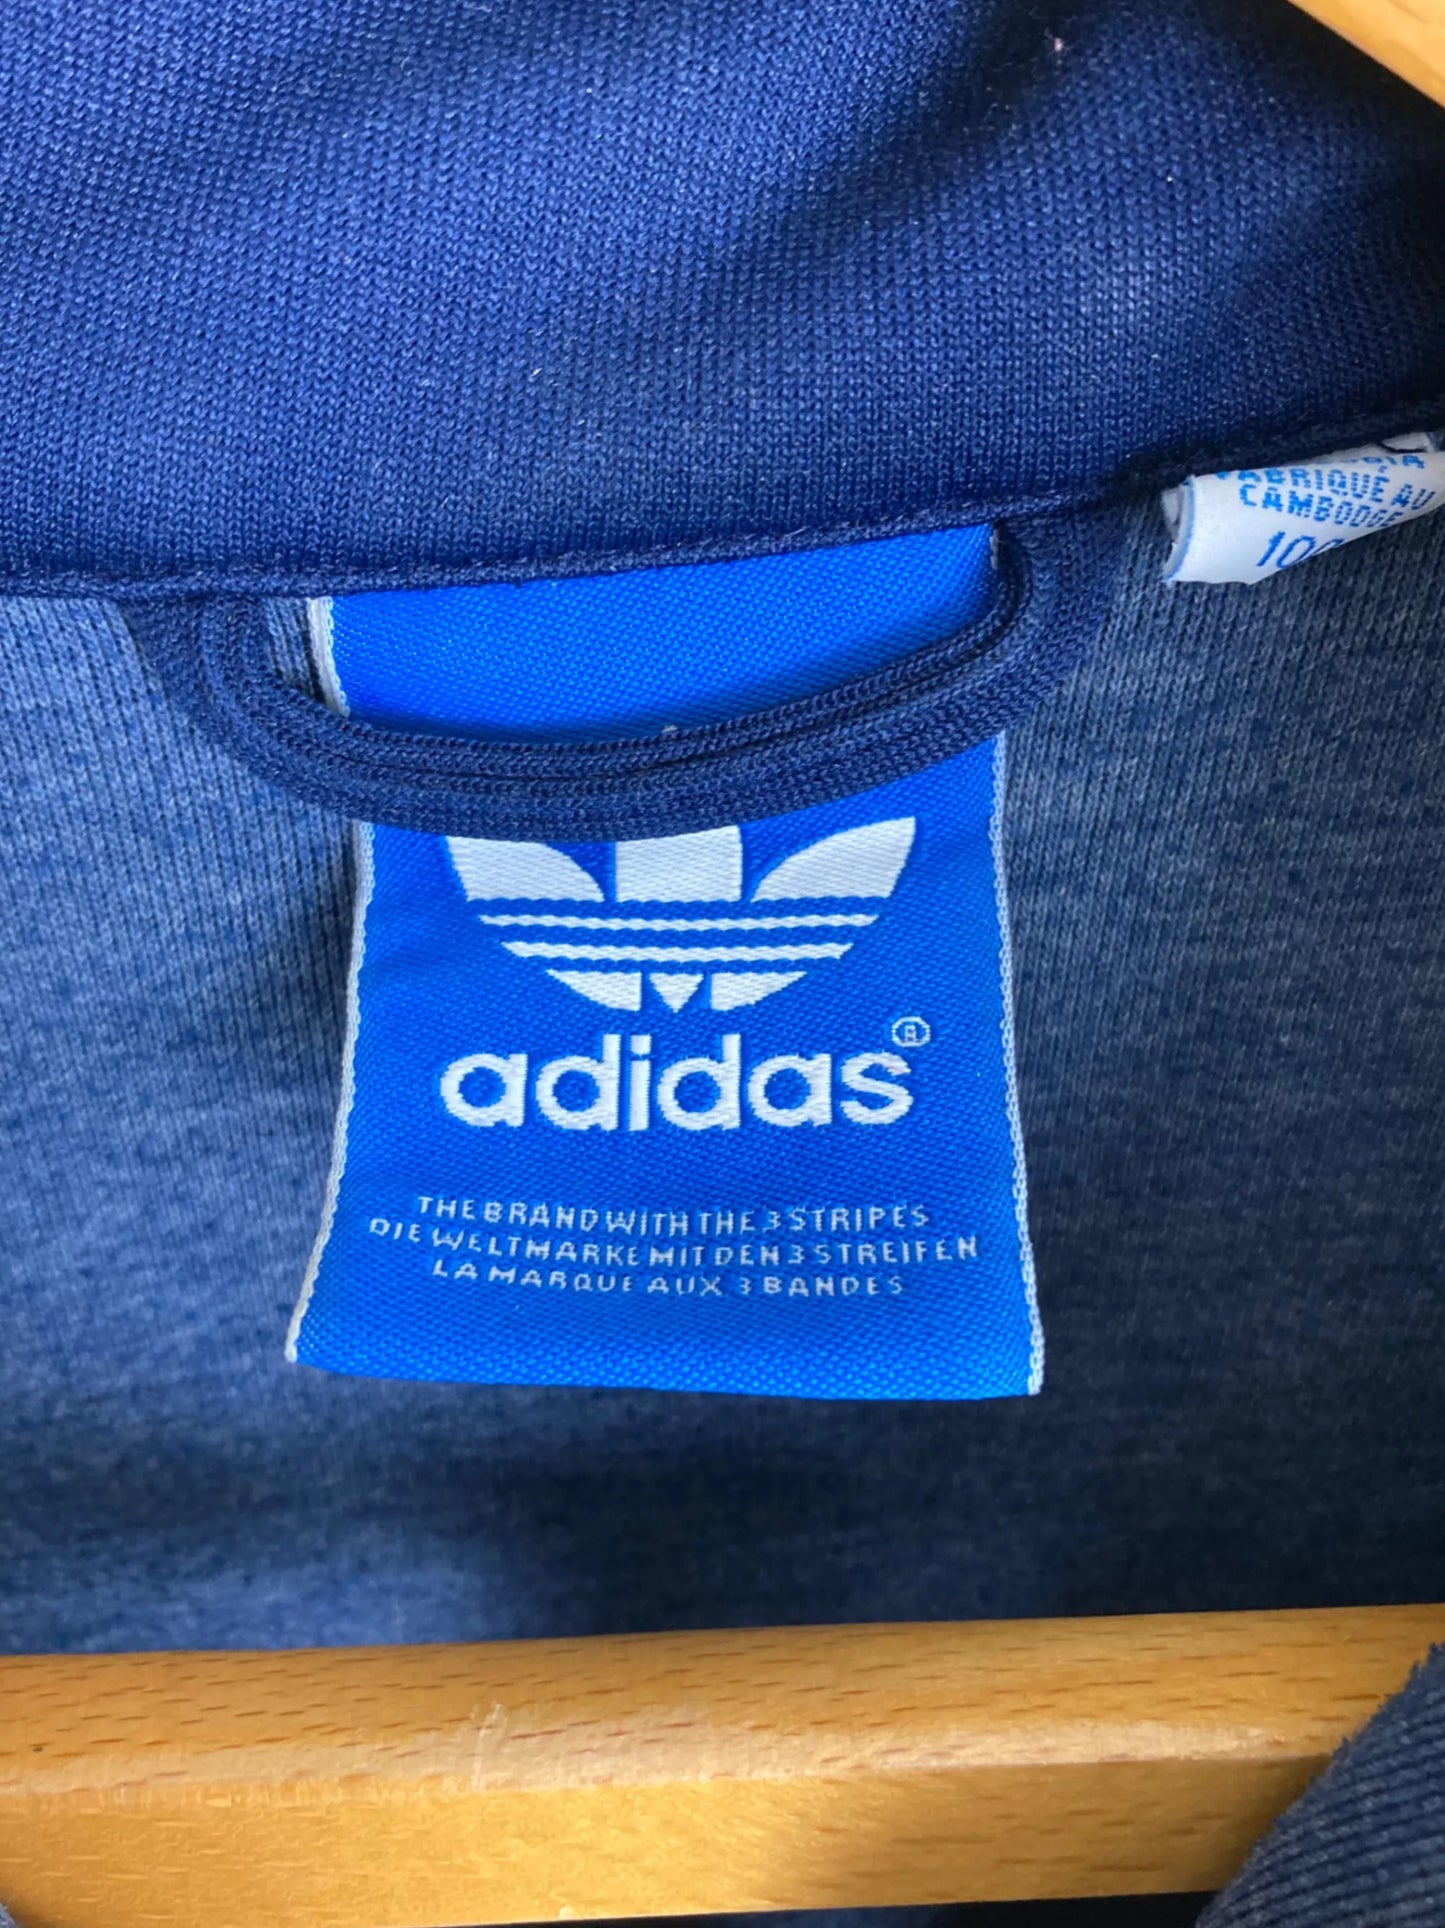 FABRIQUÉ AU
CAMBODGE
adidas®
THE BRAND WITH THE 3 STRIPES
DIE WELTMARKE MIT DEN 3 STREIFEN
LA MARQUE AUX 3 BANDES